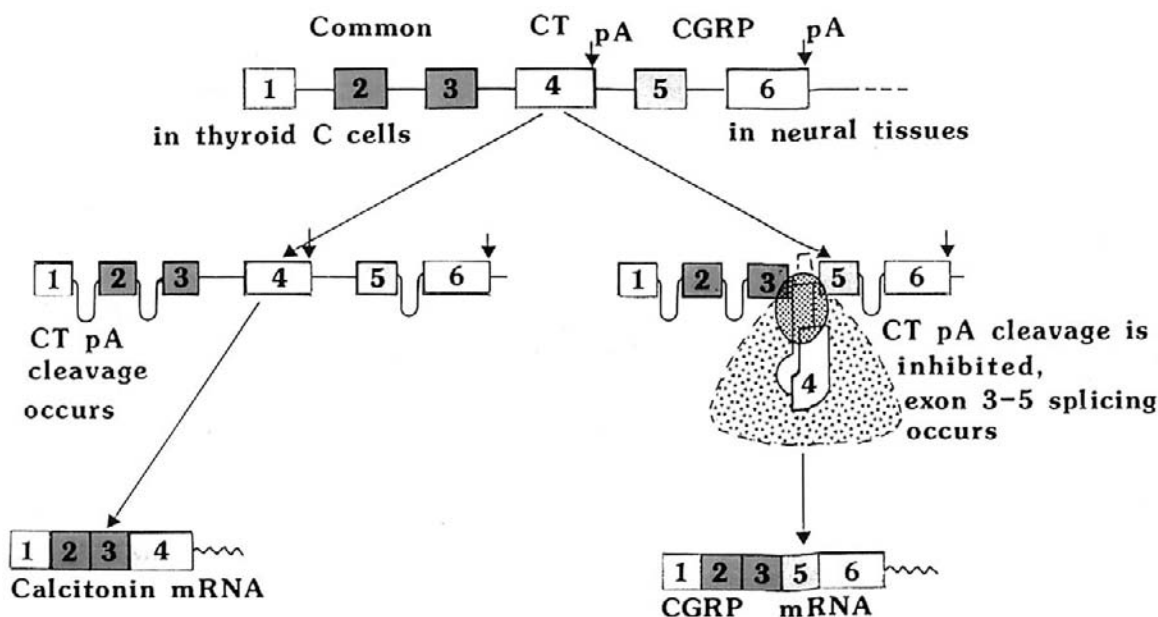 Common CT pA CGRP pA
1 2 3 4 5 6
in thyroid C cells in neural tissues
1 2 3 4 5 6
CT pA
cleavage
occurs
1 2 3 5 6
4
CT pA cleavage is
inhibited,
exon 3-5 splicing
occurs
1 2 3 4
Calcitonin mRNA
1 2 3 5 6
CGRP mRNA